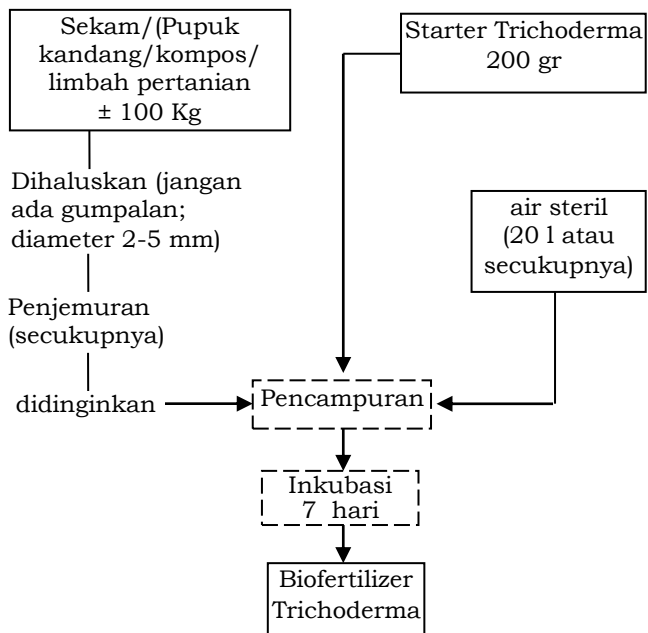 Sekam/(Pupuk
kandang/kompos/
limbah pertanian
± 100 Kg
Starter Trichoderma
200 gr
Dihaluskan (jangan
ada gumpalan;
diameter 2-5 mm)
air steril
(20 l atau
secukupnya)
Penjemuran
(secukupnya)
didinginkan
Pencampuran
Inkubasi
7 hari
Biofertilizer
Trichoderma